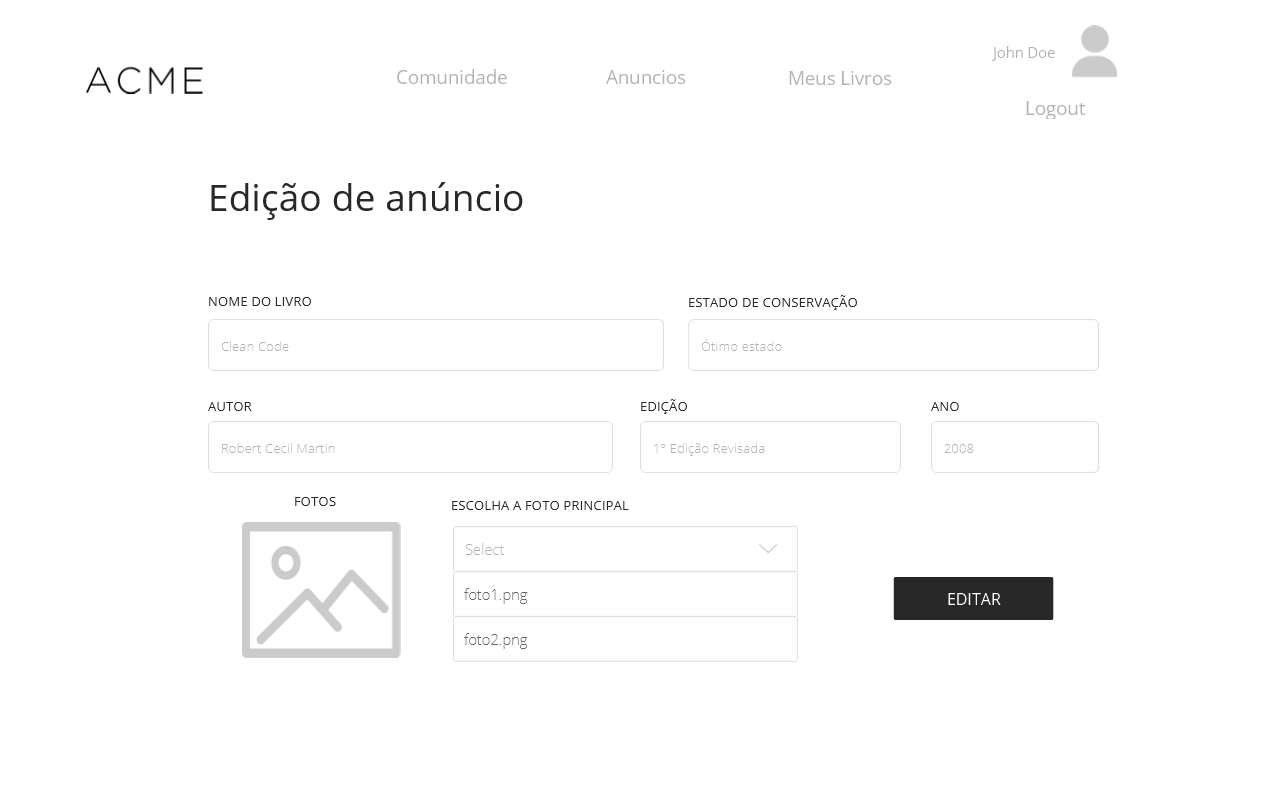 ACME
Comunidade
Anuncios
Meus Livros
John Doe
Logout
Edição de anúncio
NOME DO LIVRO
ESTADO DE CONSERVAÇÃO
Clean Code
Ótimo estado
AUTOR
EDIÇÃO
ANO
Robert Cecil Martin
1º Edição Revisada
2008
FOTOS
ESCOLHA A FOTO PRINCIPAL
Select
foto1.png
foto2.png
EDITAR